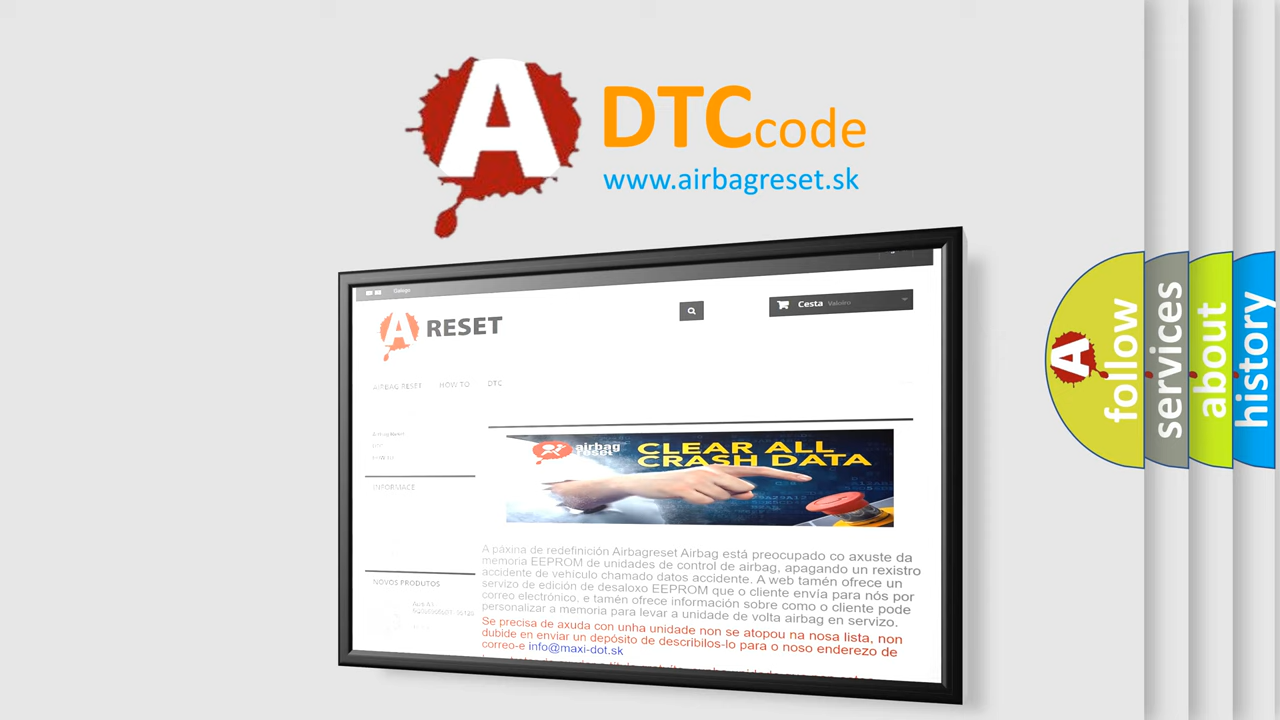 A
DTCcode
www.airbagreset.sk
Galego
A RESET
Cesta Valeiro
AIRBAG RESET HOW TO DTC
INFORMACE
NOVOS PRODUTOS
airbag
reset
CLEAR ALL
CRASH DATA
A páxina de redefinición Airbagreset Airbag está preocupado co axuste da
memoria EEPROM de unidades de control de airbag, apagando un rexistro
accidente de vehículo chamado datos accidente. A web tamén ofrece un
servizo de edición de desaloxo EEPROM que o cliente envía para nós por
correo electrónico, e tamén ofrece información sobre como o cliente pode
personalizar a memoria para levar a unidade de volta airbag en servizo.
Se precisa de axuda con unha unidade non se atopou na nosa lista, non
dubide en enviar un depósito de describilos-lo para o noso enderezo de
correo-e info@maxi-dot.sk
A
follow
services
about
history